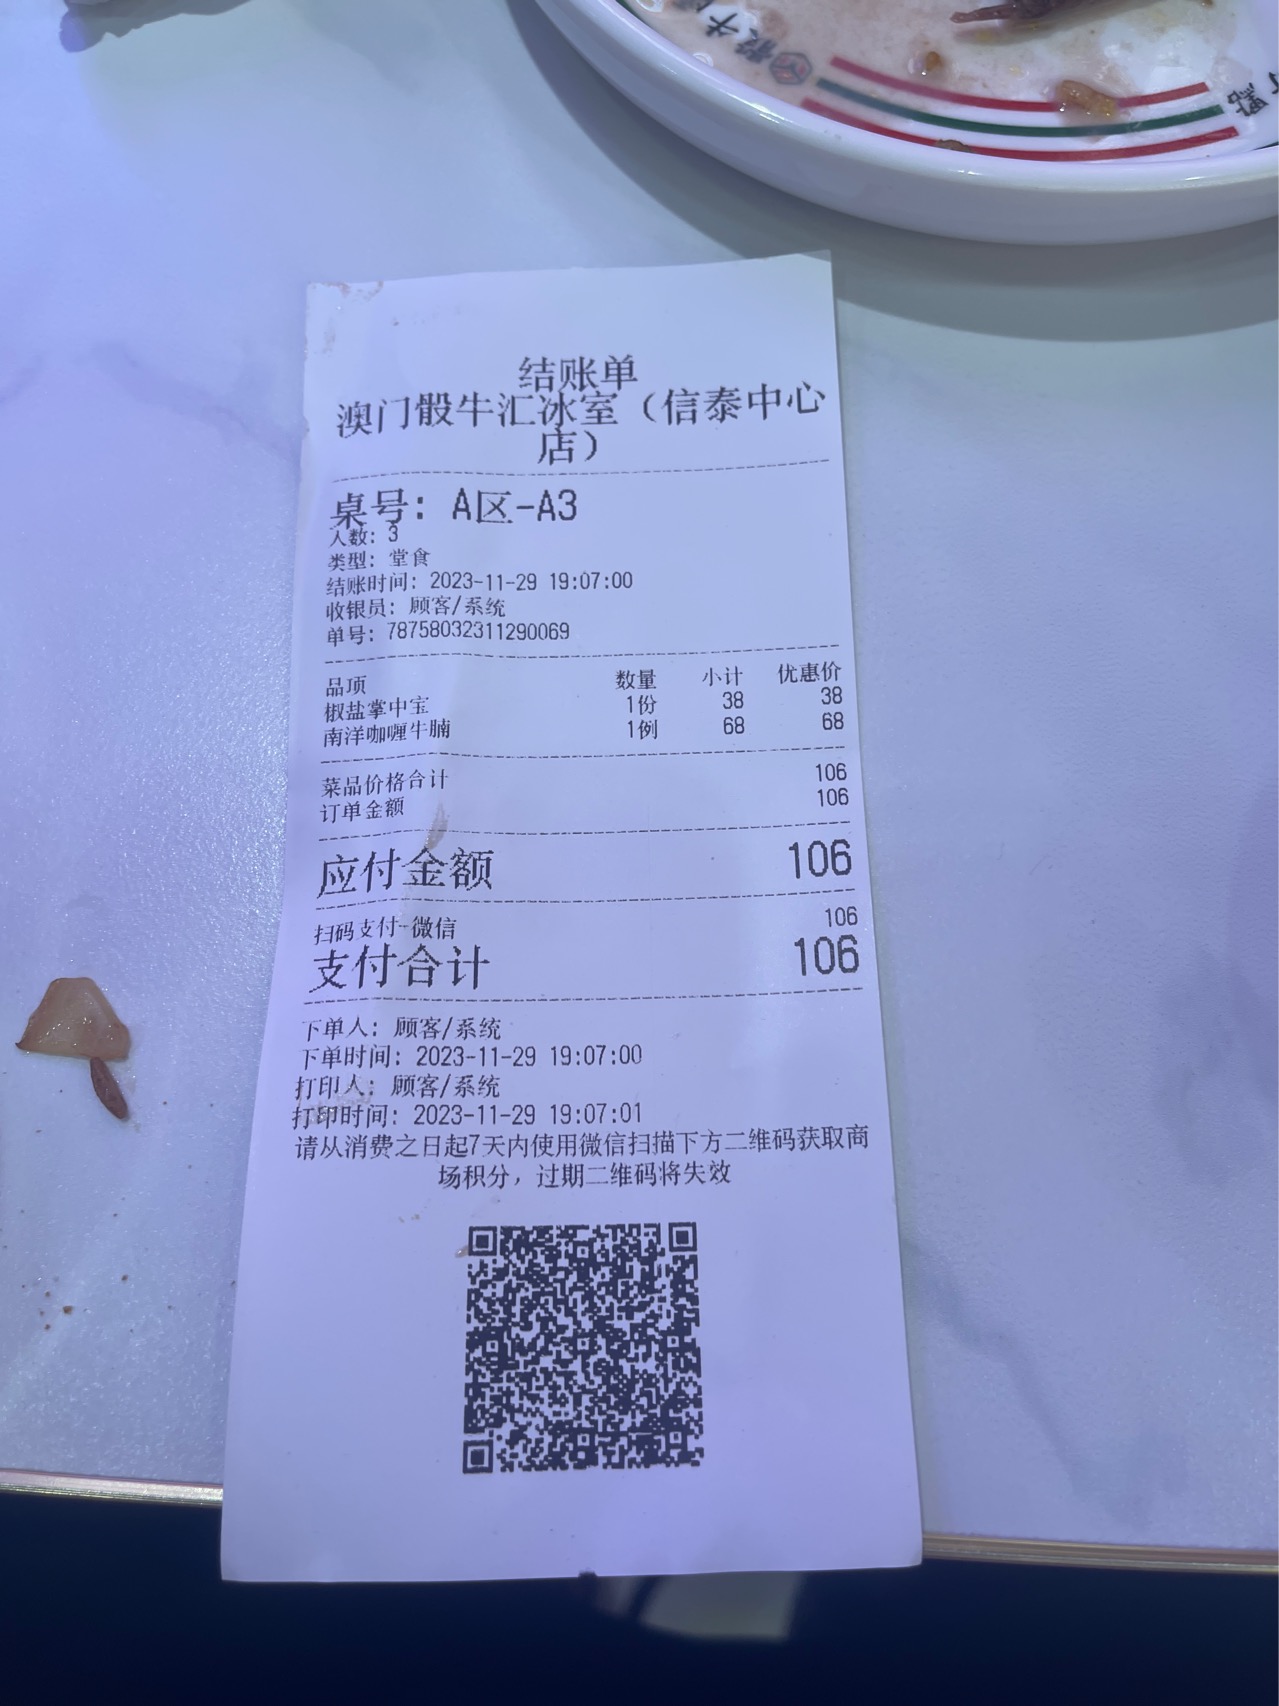 骰牛
结账单
澳门骰牛汇冰室（信泰中心
店）
桌号: A区-A3
人数: 3
类型: 堂食
结账时间: 2023-11-29 19:07:00
收银员: 顾客/系统
单号: 78758032311290069
品项 数量 小计 优惠价
椒盐掌中宝 1份 38 38
南洋咖喱牛腩 1例 68 68
菜品价格合计 106
订单金额 106
应付金额 106
扫码支付-微信 106
支付合计 106
下单人: 顾客/系统
下单时间: 2023-11-29 19:07:00
打印人: 顾客/系统
打印时间: 2023-11-29 19:07:01
请从消费之日起7天内使用微信扫描下方二维码获取商
场积分，过期二维码将失效